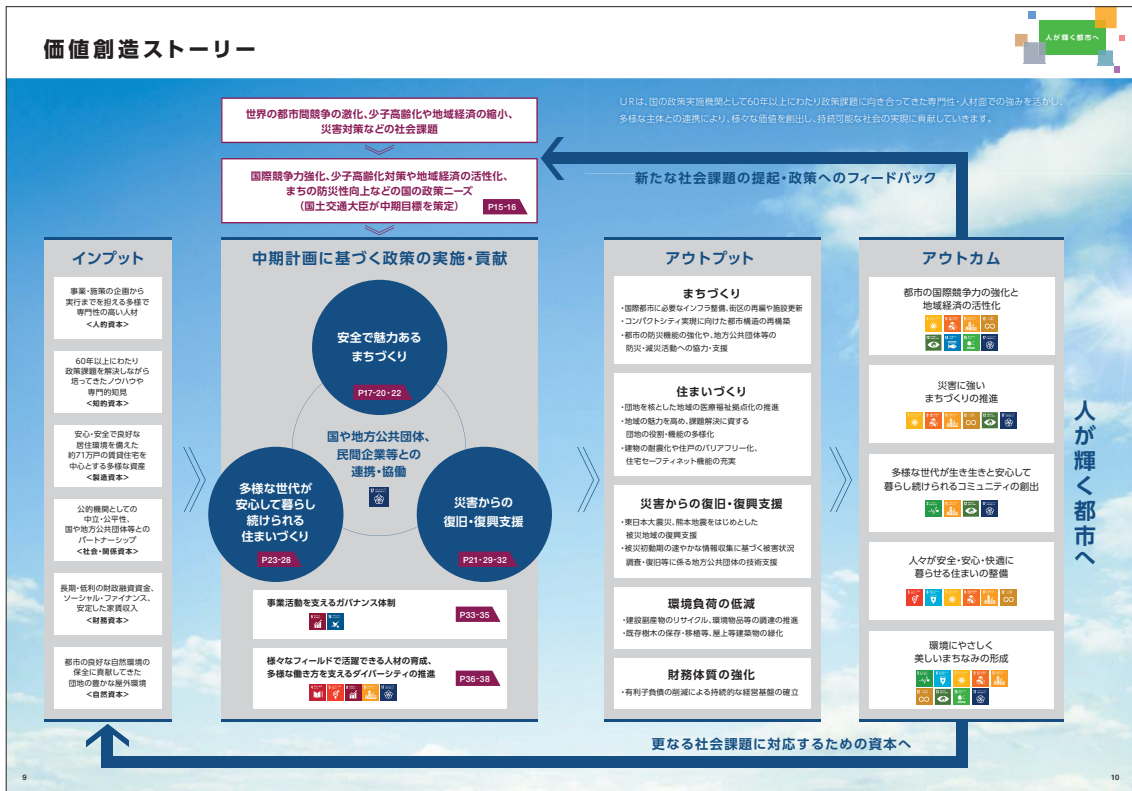 価値創造ストーリー
人が輝く都市へ
URは、国の政策実施機関として60年以上にわたり政策課題に向き合ってきた専門性・人材面での強みを活かし、
多様な主体との連携により、様々な価値を創出し、持続可能な社会の実現に貢献していきます。
世界の都市間競争の激化、少子高齢化や地域経済の縮小、
災害対策などの社会課題
国際競争力強化、少子高齢化対策や地域経済の活性化、
まちの防災性向上などの国の政策ニーズ
（国土交通大臣が中期目標を策定）
P15-16
新たな社会課題の提起・政策へのフィードバック
インプット
事業・施策の企画から
実行までを担える多様で
専門性の高い人材
<人的資本>
60年以上にわたり
政策課題を解決しながら
培ってきたノウハウや
専門的知見
<知的資本>
安心・安全で良好な
居住環境を備えた
約71万戸の賃貸住宅を
中心とする多様な資産
<製造資本>
公的機関としての
中立・公平性、
国や地方公共団体等との
パートナーシップ
<社会・関係資本>
長期・低利の財政融資資金、
ソーシャル・ファイナンス、
安定した家賃収入
<財務資本>
都市の良好な自然環境の
保全に貢献してきた
団地の豊かな屋外環境
<自然資本>
中期計画に基づく政策の実施・貢献
安全で魅力ある
まちづくり
P17-20・22
国や地方公共団体、
民間企業等との
連携・協働
多様な世代が
安心して暮らし
続けられる
住まいづくり
P23-28
災害からの
復旧・復興支援
P21・29-32
事業活動を支えるガバナンス体制
P33-35
様々なフィールドで活躍できる人材の育成、
多様な働き方を支えるダイバーシティの推進
P36-38
アウトプット
まちづくり
・国際都市に必要なインフラ整備、街区の再編や施設更新
・コンパクトシティ実現に向けた都市構造の再構築
・都市の防災機能の強化や、地方公共団体等の
防災・減災活動への協力・支援
住まいづくり
・団地を核とした地域の医療福祉拠点化の推進
・地域の魅力を高め、課題解決に資する
団地の役割・機能の多様化
・建物の耐震化や住戸のバリアフリー化、
住宅セーフティネット機能の充実
災害からの復旧・復興支援
・東日本大震災、熊本地震をはじめとした
被災地域の復興支援
・被災初動期の速やかな情報収集に基づく被害状況
調査・復旧等に係る地方公共団体の技術支援
環境負荷の低減
・建設副産物のリサイクル、環境物品等の調達の推進
・既存樹木の保存・移植等、屋上等建築物の緑化
財務体質の強化
・有利子負債の削減による持続的な経営基盤の確立
アウトカム
都市の国際競争力の強化と
地域経済の活性化
災害に強い
まちづくりの推進
多様な世代が生き生きと安心して
暮らし続けられるコミュニティの創出
人々が安全・安心・快適に
暮らせる住まいの整備
環境にやさしく
美しいまちなみの形成
人が輝く都市へ
更なる社会課題に対応するための資本へ
9
10